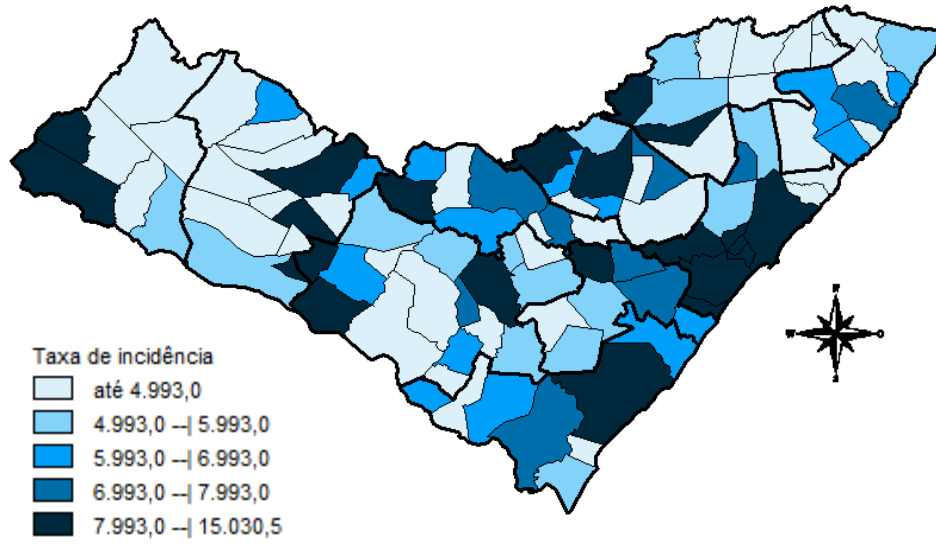 Taxa de incidência
até 4.993,0
4.993,0 --| 5.993,0
5.993,0 --| 6.993,0
6.993,0 --| 7.993,0
7.993,0 --| 15.030,5
W